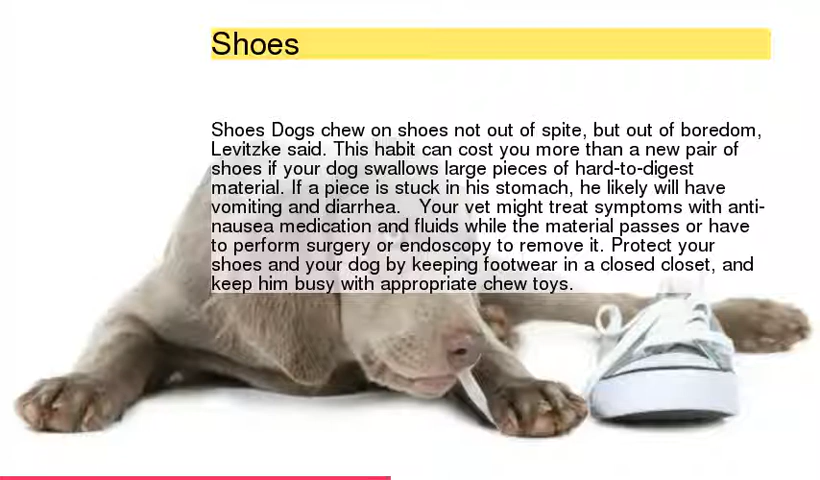 Shoes
Shoes Dogs chew on shoes not out of spite, but out of boredom,
Levitzke said. This habit can cost you more than a new pair of
shoes if your dog swallows large pieces of hard-to-digest
material. If a piece is stuck in his stomach, he likely will have
vomiting and diarrhea.   Your vet might treat symptoms with anti-
nausea medication and fluids while the material passes or have
to perform surgery or endoscopy to remove it. Protect your
shoes and your dog by keeping footwear in a closed closet, and
keep him busy with appropriate chew toys.